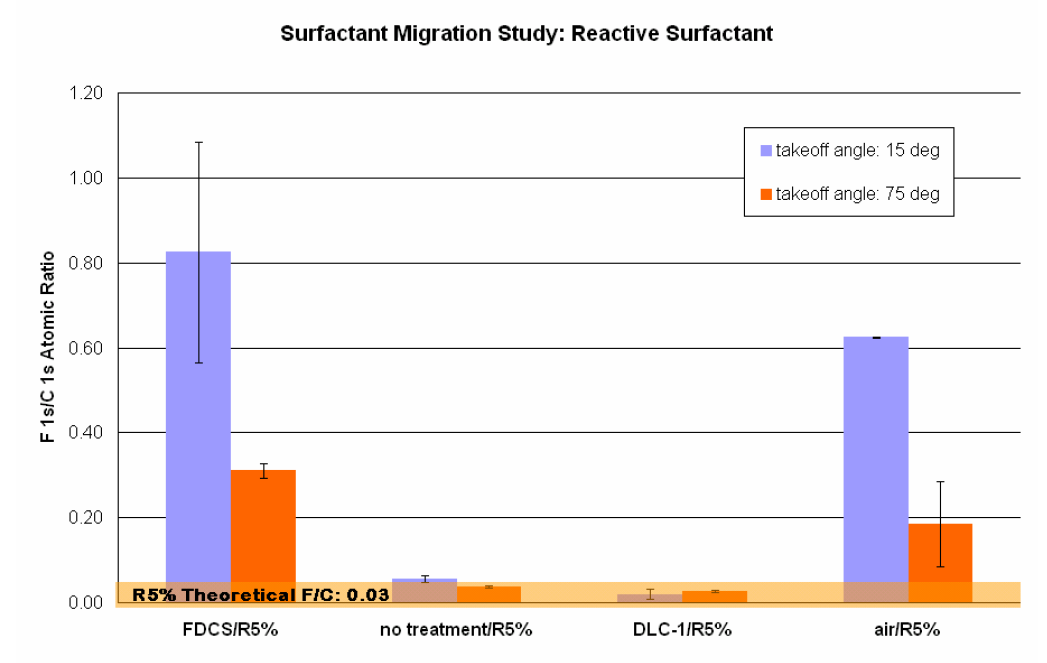 Surfactant Migration Study: Reactive Surfactant
F 1s/C 1s Atomic Ratio
1.20
1.00
0.80
0.60
0.40
0.20
0.00
takeoff angle: 15 deg
takeoff angle: 75 deg
R5% Theoretical F/C: 0.03
FDCS/R5%
no treatment/R5%
DLC-1/R5%
air/R5%